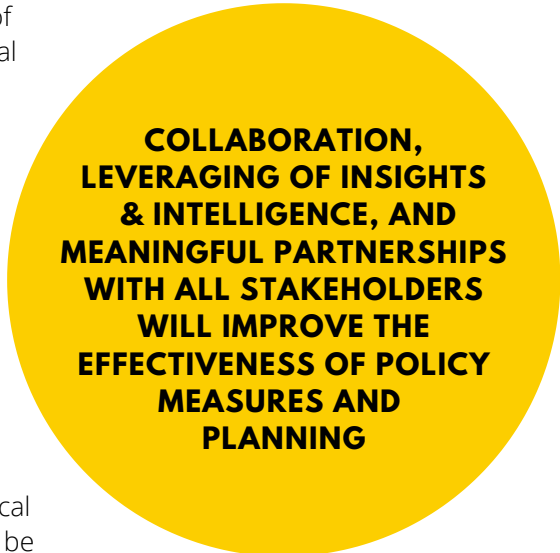 of
al
COLLABORATION,
LEVERAGING OF INSIGHTS
& INTELLIGENCE, AND
MEANINGFUL PARTNERSHIPS
WITH ALL STAKEHOLDERS
WILL IMPROVE THE
EFFECTIVENESS OF POLICY
MEASURES AND
PLANNING
cal
be